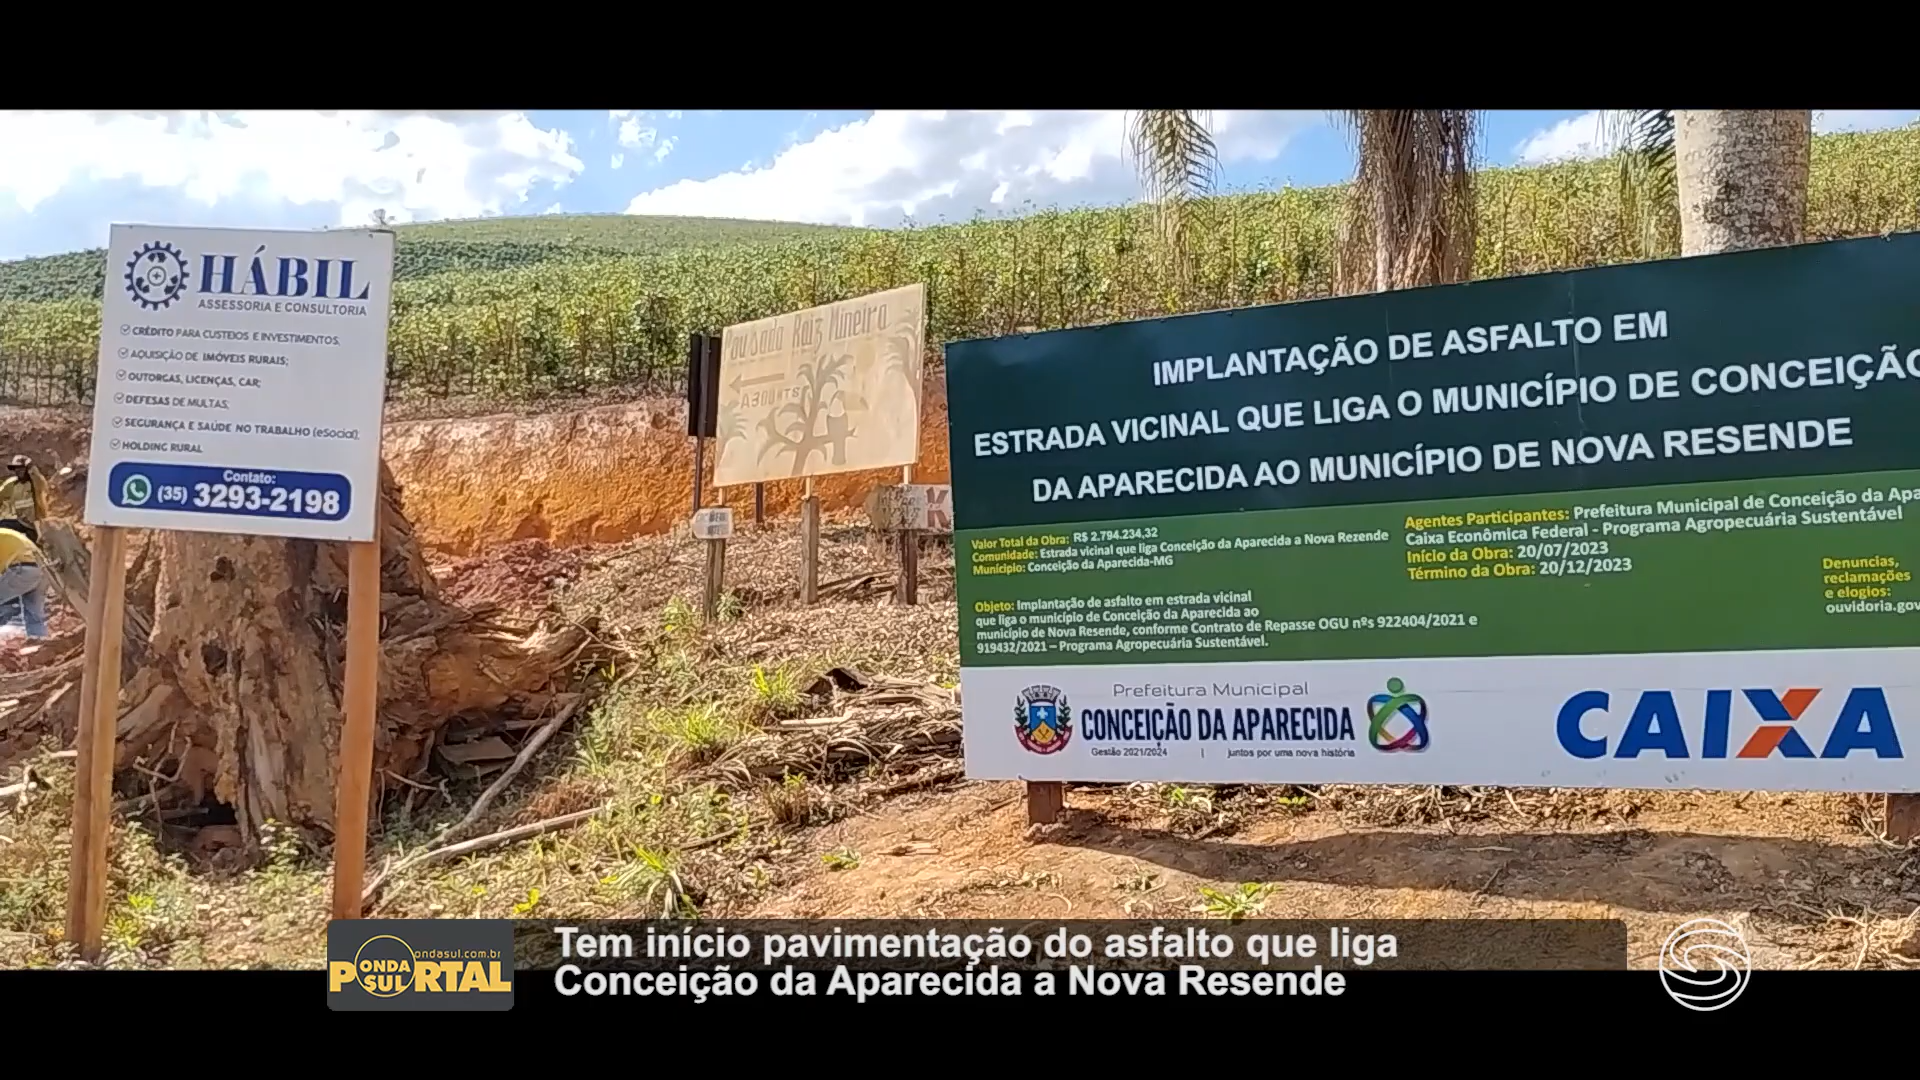 HÁBIL
ASSESSORIA E CONSULTORIA
CRÉDITO PARA CUSTEIOS E INVESTIMENTOS.
AQUISIÇÃO DE IMÓVEIS RURAIS;
OUTORGAS, LICENÇAS, CAR;
DEFESAS DE MULTAS;
SEGURANÇA E SAÚDE NO TRABALHO (eSocial);
HOLDING RURAL
Contato:
(35) 3293-2198
Pousada Raiz Mineira
A300MTS
IMPLANTAÇÃO DE ASFALTO EM
ESTRADA VICINAL QUE LIGA O MUNICÍPIO DE CONCEIÇÃO
DA APARECIDA AO MUNICÍPIO DE NOVA RESENDE
Valor Total da Obra: R$ 2.794.234,32
Comunidade: Estrada vicinal que liga Conceição da Aparecida a Nova Rezende
Município: Conceição da Aparecida-MG
Objeto: Implantação de asfalto em estrada vicinal
que liga o município de Conceição da Aparecida ao
município de Nova Resende, conforme Contrato de Repasse OGU nºs 922404/2021 e
919432/2021 – Programa Agropecuária Sustentável.
Agentes Participantes: Prefeitura Municipal de Conceição da Apa
Caixa Econômica Federal - Programa Agropecuária Sustentável
Início da Obra: 20/07/2023
Término da Obra: 20/12/2023
Denuncias,
reclamações
e elogios:
ouvidoria.gov
Prefeitura Municipal
CONCEIÇÃO DA APARECIDA
Gestão 2021/2024 | juntos por uma nova história
CAIXA
ondasul.com.br
PORTAL
ONDA
SUL
Tem início pavimentação do asfalto que liga
Conceição da Aparecida a Nova Resende